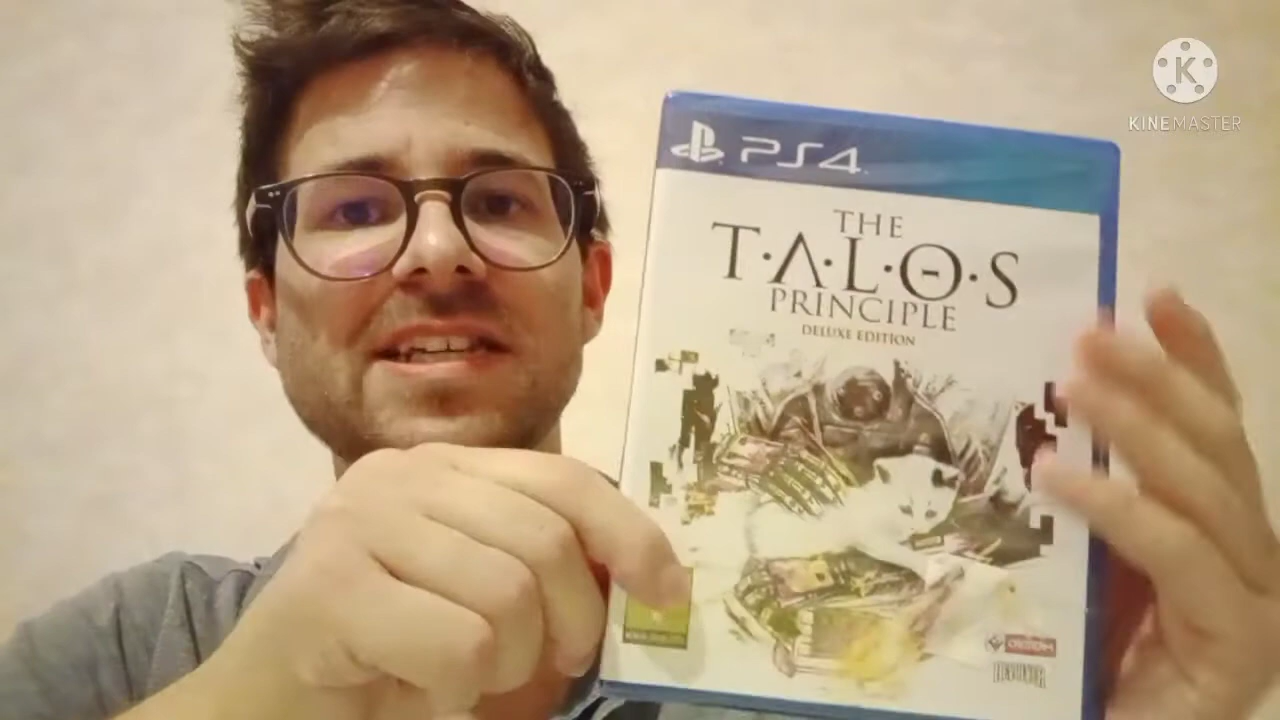 KINEMASTER
PS4
THE
T·A·L·O·S
PRINCIPLE
DELUXE EDITION